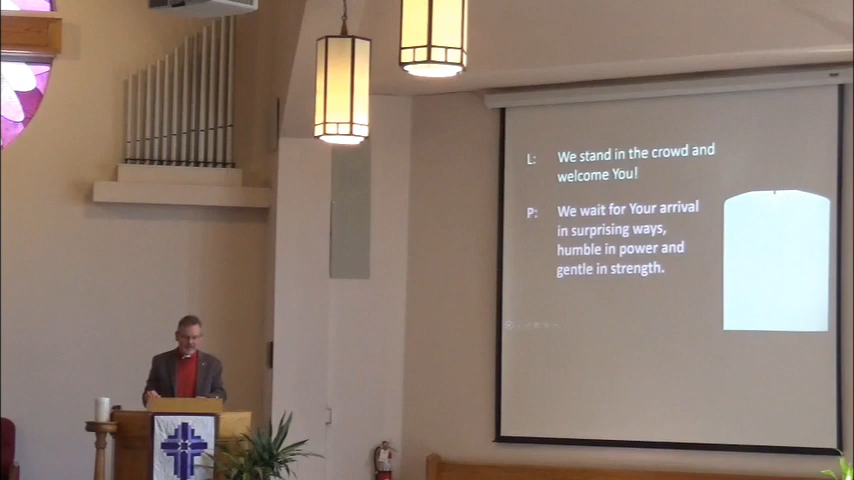 L: We stand in the crowd and
welcome You!
P: We wait for Your arrival
in surprising ways,
humble in power and
gentle in strength.